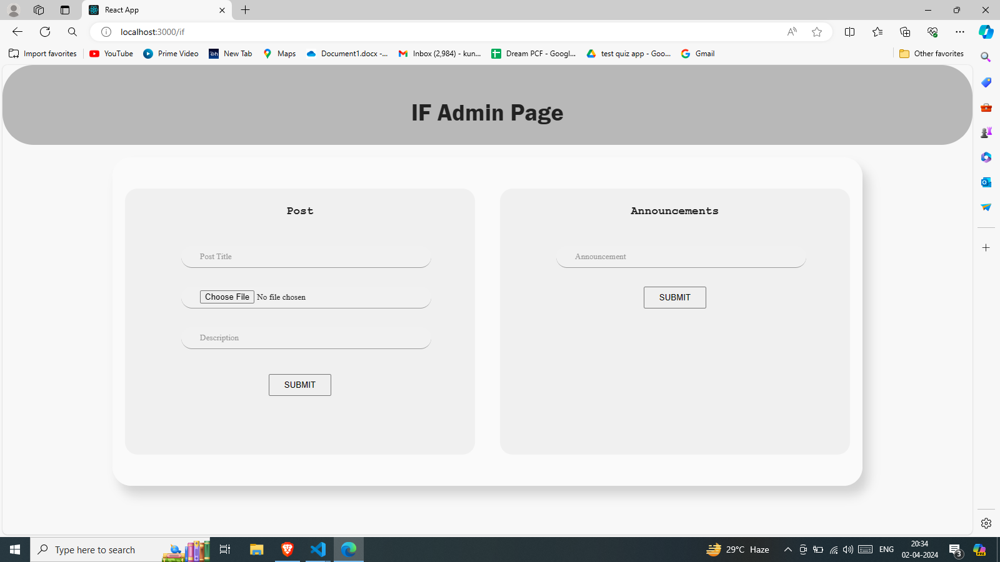 React App
localhost:3000/if
Import favorites
YouTube
Prime Video
New Tab
Maps
Document1.docx -...
Inbox (2,984) - kun...
Dream PCF - Googl...
test quiz app - Goo...
Gmail
Other favorites
IF Admin Page
Post
Post Title
Choose File No file chosen
Description
SUBMIT
Announcements
Announcement
SUBMIT
Type here to search
29°C Haze
ENG
20:34
02-04-2024
3
PRE